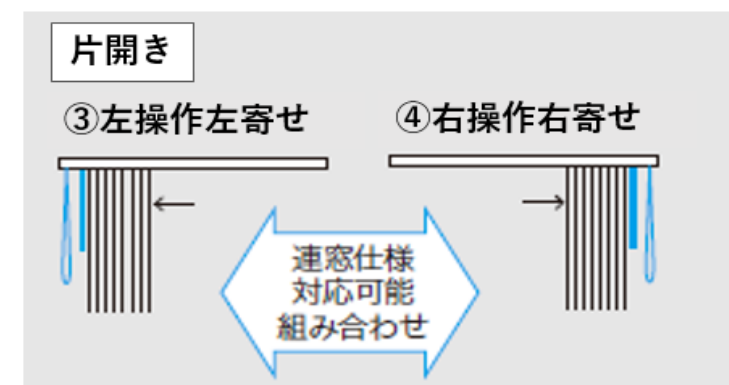 片開き
③左操作左寄せ
④右操作右寄せ
連窓仕様
対応可能
組み合わせ